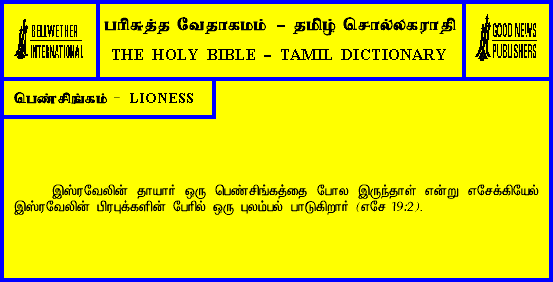 BELLWETHER
INTERNATIONAL
பரிசுத்த வேதாகமம் – தமிழ் சொல்லகராதி
THE HOLY BIBLE – TAMIL DICTIONARY
GOOD NEWS
PUBLISHERS
பெண்சிங்கம் – LIONESS
இஸ்ரவேலின் தாயார் ஒரு பெண்சிங்கத்தை போல இருந்தாள் என்று எசேக்கியேல்
இஸ்ரவேலின் பிரபுக்களின் பேரில் ஒரு புலம்பல் பாடுகிறார் (எசே 19:2).